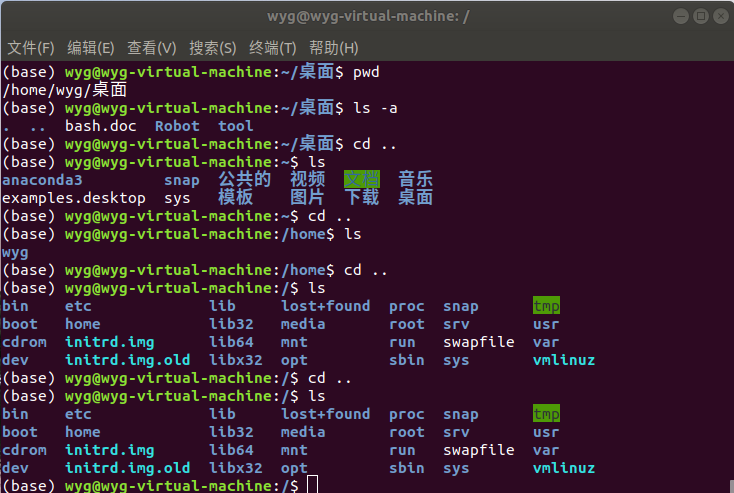 wyg@wyg-virtual-machine: /
文件(F) 编辑(E) 查看(V) 搜索(S) 终端(T) 帮助(H)
(base) wyg@wyg-virtual-machine:~/桌面$ pwd
/home/wyg/桌面
(base) wyg@wyg-virtual-machine:~/桌面$ ls -a
. .. bash.doc Robot tool
(base) wyg@wyg-virtual-machine:~/桌面$ cd ..
(base) wyg@wyg-virtual-machine:~$ ls
anaconda3 snap 公共的 视频 文档 音乐
examples.desktop sys 模板 图片 下载 桌面
(base) wyg@wyg-virtual-machine:~$ cd ..
(base) wyg@wyg-virtual-machine:/home$ ls
wyg
(base) wyg@wyg-virtual-machine:/home$ cd ..
(base) wyg@wyg-virtual-machine:/$ ls
bin etc lib lost+found proc snap tmp
boot home lib32 media root srv usr
cdrom initrd.img lib64 mnt run swapfile var
dev initrd.img.old libx32 opt sbin sys vmlinuz
(base) wyg@wyg-virtual-machine:/$ cd ..
(base) wyg@wyg-virtual-machine:/$ ls
bin etc lib lost+found proc snap tmp
boot home lib32 media root srv usr
cdrom initrd.img lib64 mnt run swapfile var
dev initrd.img.old libx32 opt sbin sys vmlinuz
(base) wyg@wyg-virtual-machine:/$